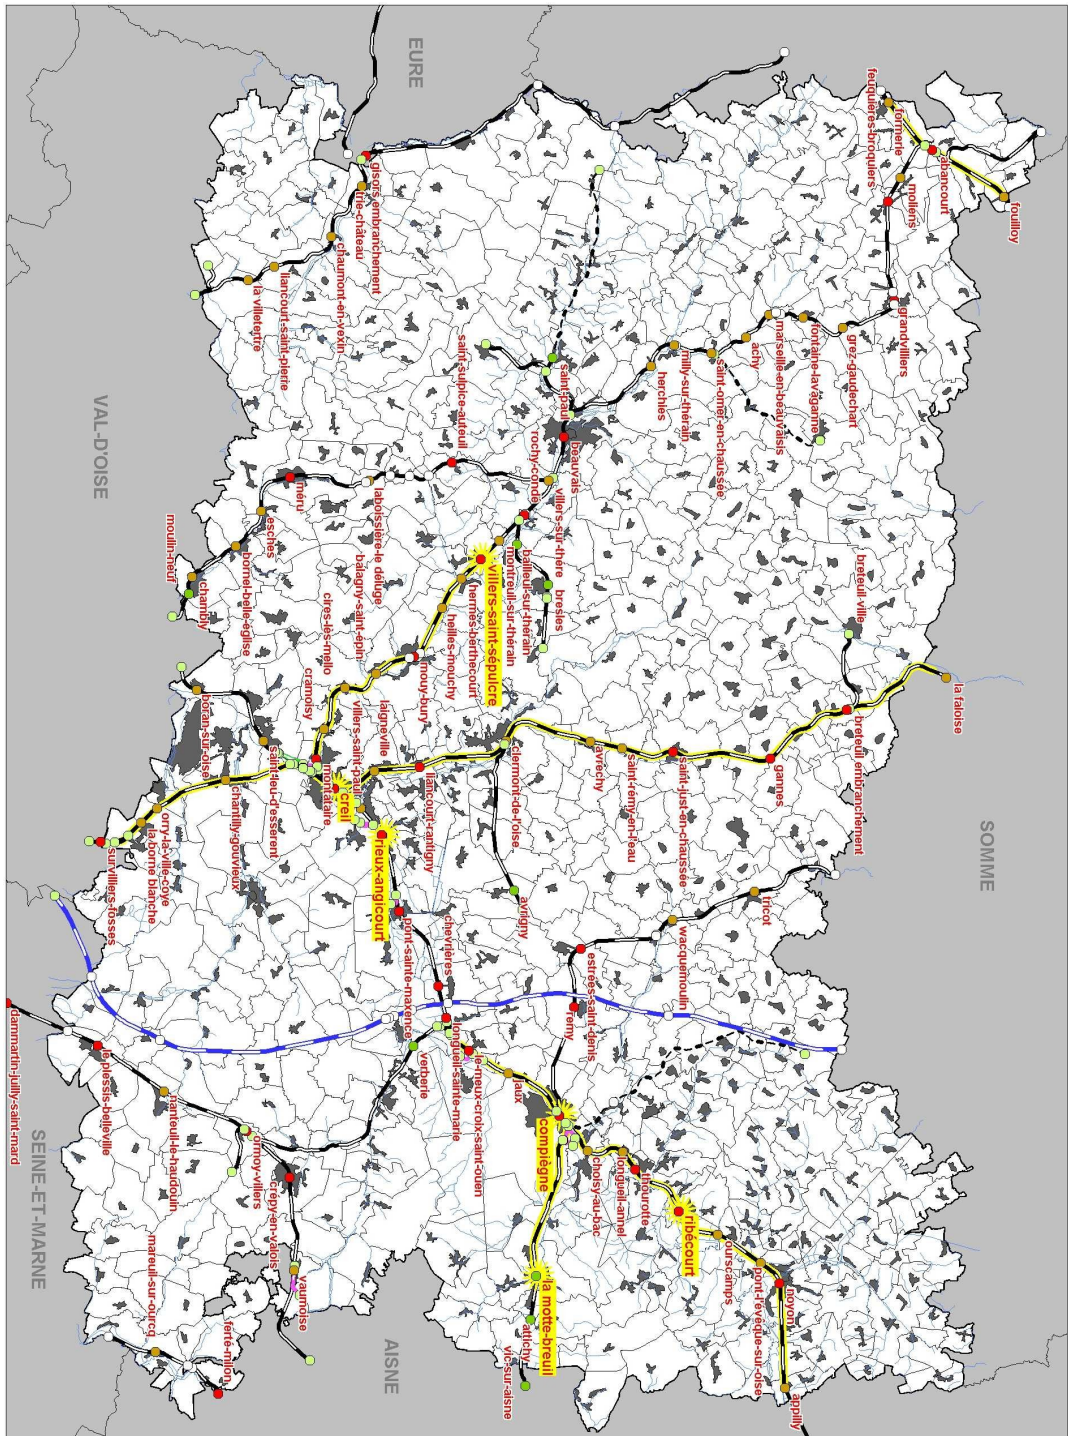 EURE
SOMME
VAL-D'OISE
SEINE-ET-MARNE
AISNE
fouilloy
abancourt
formerie
feuquières-broquiers
moliens
grandvilliers
grez-gaudechart
fontaine-lavaganne
marseille-en-beauvaisis
achy
saint-omer-en-chaussée
milly-sur-thérain
herchies
saint-paul
beauvais
rochy-condé
villers-sur-thère
saint-sulpice-auteuil
gisors embranchement
trie-château
chaumont-en-vexin
liancourt-saint-pierre
la villetertre
laboissière-le déluge
méru
esches
bornel-belle-église
chambly
moulin-neuf
bailleul-sur-thérain
montreuil-sur-thérain
bresles
villers-saint-sépulcre
hermes-berthecourt
heilles-mouchy
mouy-bury
balagny-saint-épin
cires-lès-mello
cramoisy
montataire
villers-saint-paul
laigneville
liancourt-rantigny
clermont-de-l'oise
avrechy
saint-rémy-en-l'eau
saint-just-en-chaussée
gannes
breteuil embranchement
breteuil ville
la faloise
avrigny
creil
rieux-angicourt
saint-leu-d'esserent
boran-sur-oise
chantilly-gouvieux
orry-la-ville-coye
la borne blanche
survilliers-fosses
pont-sainte-maxence
chevrières
longueil-sainte-marie
le-meux-croix-saint-ouen
verberie
jaux
compiègne
rémy
estrées-saint-denis
wacquemoulin
tricot
choisy-au-bac
longueil-annel
thourotte
ribécourt
ourscamps
pont-l'évêque-sur-oise
noyon
appilly
la motte-breuil
attichy
vic-sur-aisne
ormoy-villers
crépy-en-valois
vaumoise
nanteuil-le-haudouin
le plessis-belleville
danmartin-juilly-saint-mard
mareuil-sur-ourcq
ferté-milon